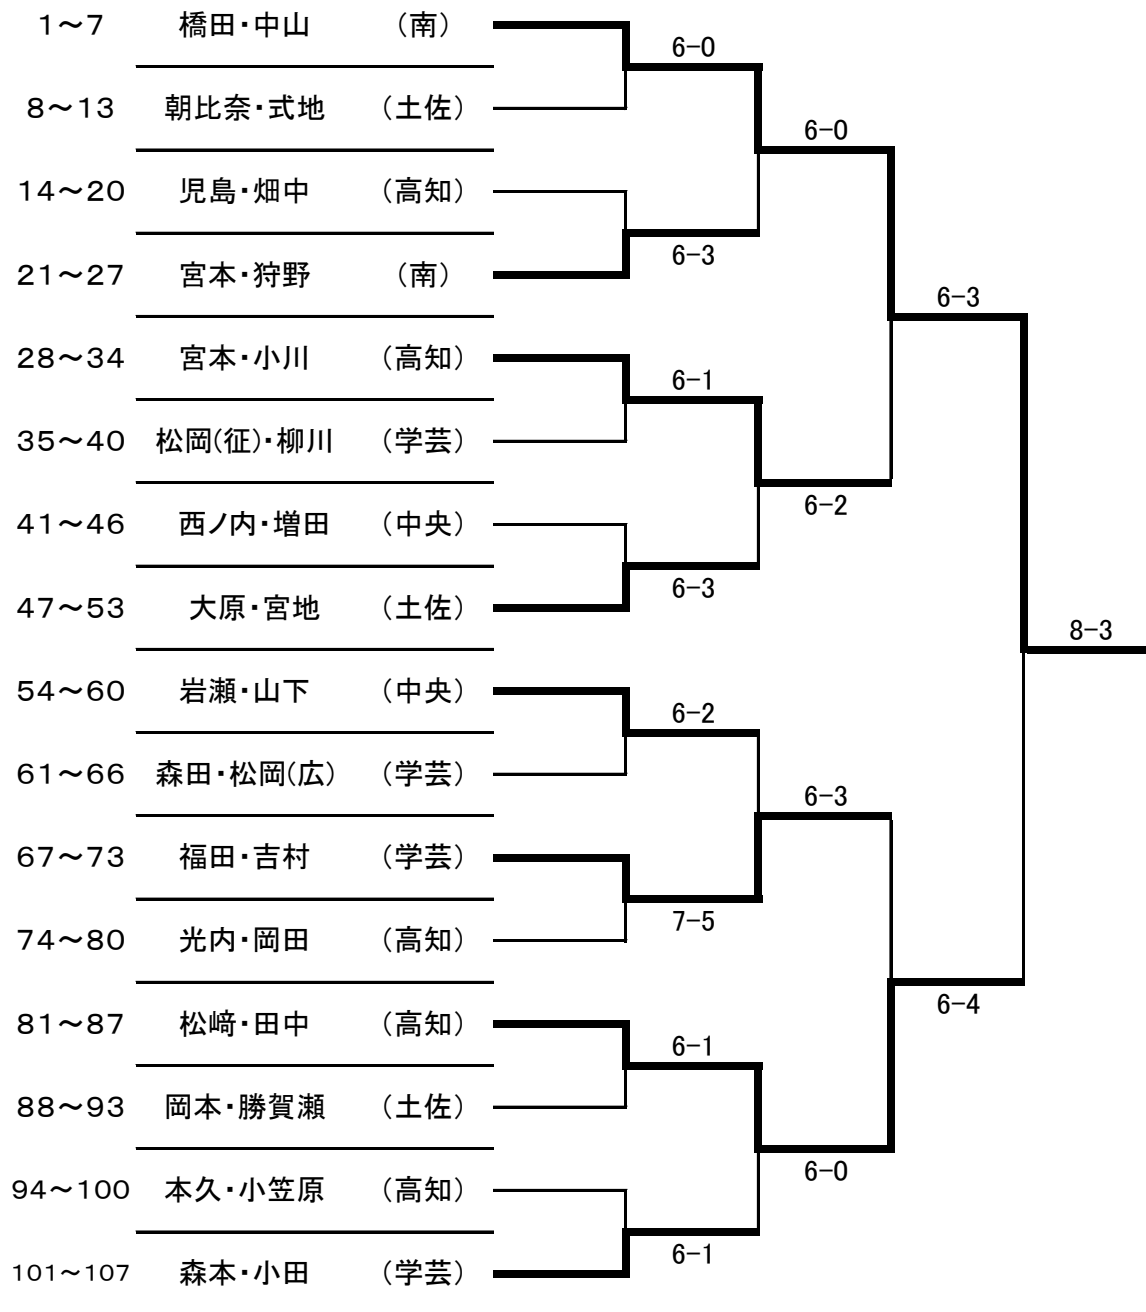 1～7 橋田・中山 （南）
6-0
8～13 朝比奈・式地 （土佐）
6-0
14～20 児島・畑中 （高知）
6-3
21～27 宮本・狩野 （南）
6-3
28～34 宮本・小川 （高知）
6-1
35～40 松岡(征)・柳川 （学芸）
6-2
41～46 西ノ内・増田 （中央）
6-3
47～53 大原・宮地 （土佐）
8-3
54～60 岩瀬・山下 （中央）
6-2
61～66 森田・松岡(広) （学芸）
6-3
67～73 福田・吉村 （学芸）
7-5
74～80 光内・岡田 （高知）
6-4
81～87 松﨑・田中 （高知）
6-1
88～93 岡本・勝賀瀬 （土佐）
6-0
94～100 本久・小笠原 （高知）
6-1
101～107 森本・小田 （学芸）